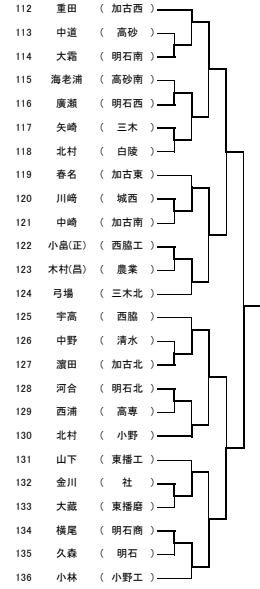 112 重田 ( 加古西 )
113 中道 ( 高砂 )
114 大霜 ( 明石南 )
115 海老浦 ( 高砂南 )
116 廣瀬 ( 明石西 )
117 矢崎 ( 三木 )
118 北村 ( 白陵 )
119 春名 ( 加古東 )
120 川﨑 ( 城西 )
121 中崎 ( 加古南 )
122 小畠(正) ( 西脇工 )
123 木村(昌) ( 農業 )
124 弓場 ( 三木北 )
125 宇高 ( 西脇 )
126 中野 ( 清水 )
127 濵田 ( 加古北 )
128 河合 ( 明石北 )
129 西浦 ( 高専 )
130 北村 ( 小野 )
131 山下 ( 東播工 )
132 金川 ( 社 )
133 大藏 ( 東播磨 )
134 横尾 ( 明石商 )
135 久森 ( 明石 )
136 小林 ( 小野工 )